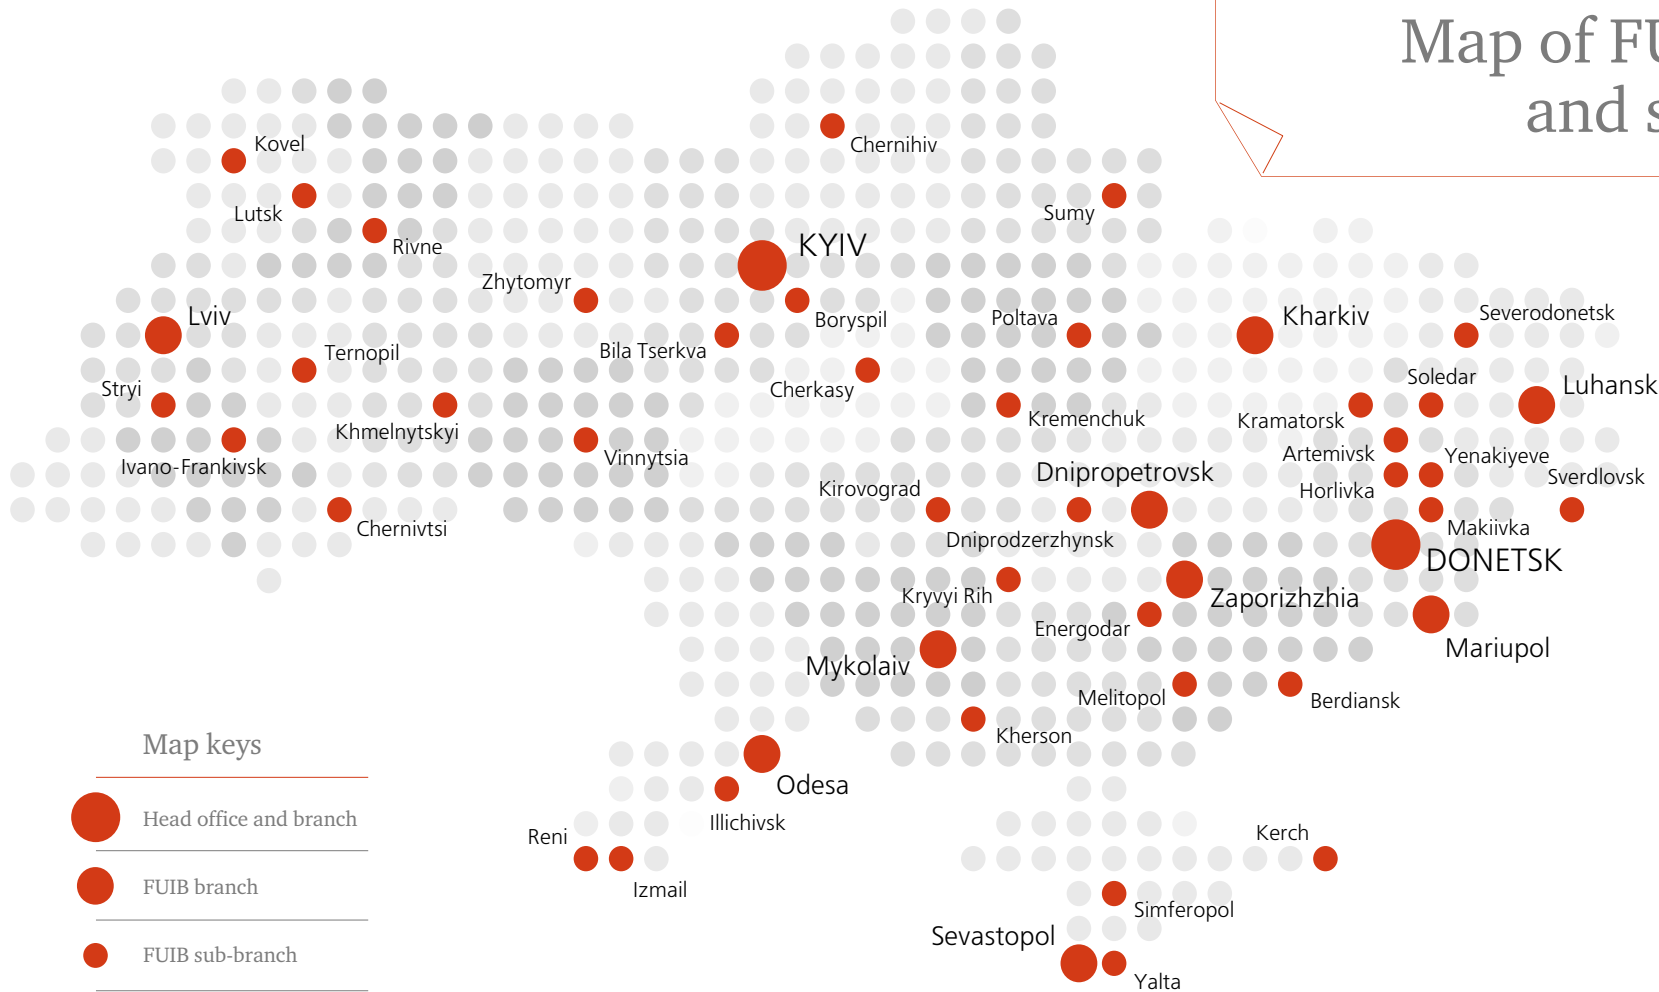 Map of FU
and s
Kovel
Chernihiv
Lutsk
Sumy
Rivne
KYIV
Zhytomyr
Boryspil
Lviv
Poltava
Kharkiv
Severodonetsk
Ternopil
Bila Tserkva
Stryi
Cherkasy
Soledar
Luhansk
Khmelnytskyi
Kremenchuk
Kramatorsk
Ivano-Frankivsk
Vinnytsia
Artemivsk
Yenakiyeve
Dnipropetrovsk
Sverdlovsk
Kirovograd
Horlivka
Chernivtsi
Dniprodzerzhynsk
Makiivka
DONETSK
Kryvyi Rih
Zaporizhzhia
Energodar
Mykolaiv
Mariupol
Melitopol
Berdiansk
Kherson
Odesa
Illichivsk
Reni
Izmail
Kerch
Simferopol
Sevastopol
Yalta
Map keys
Head office and branch
FUIB branch
FUIB sub-branch